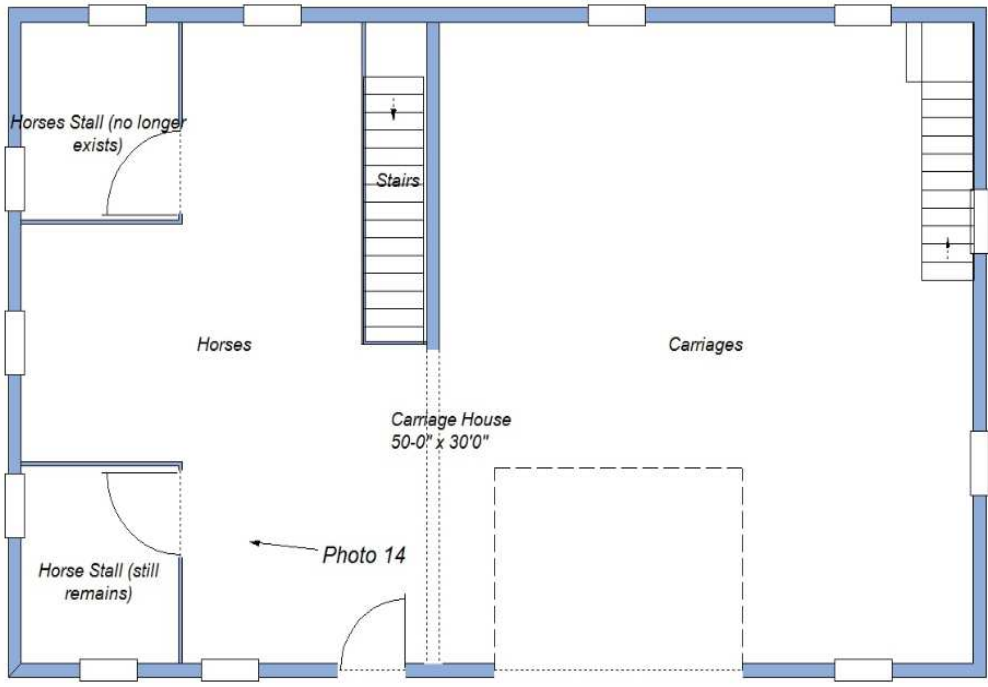 Horses Stall (no longer
exists)
Stairs
Horses
Carriages
Carriage House
50-0" x 30'0"
Photo 14
Horse Stall (still
remains)